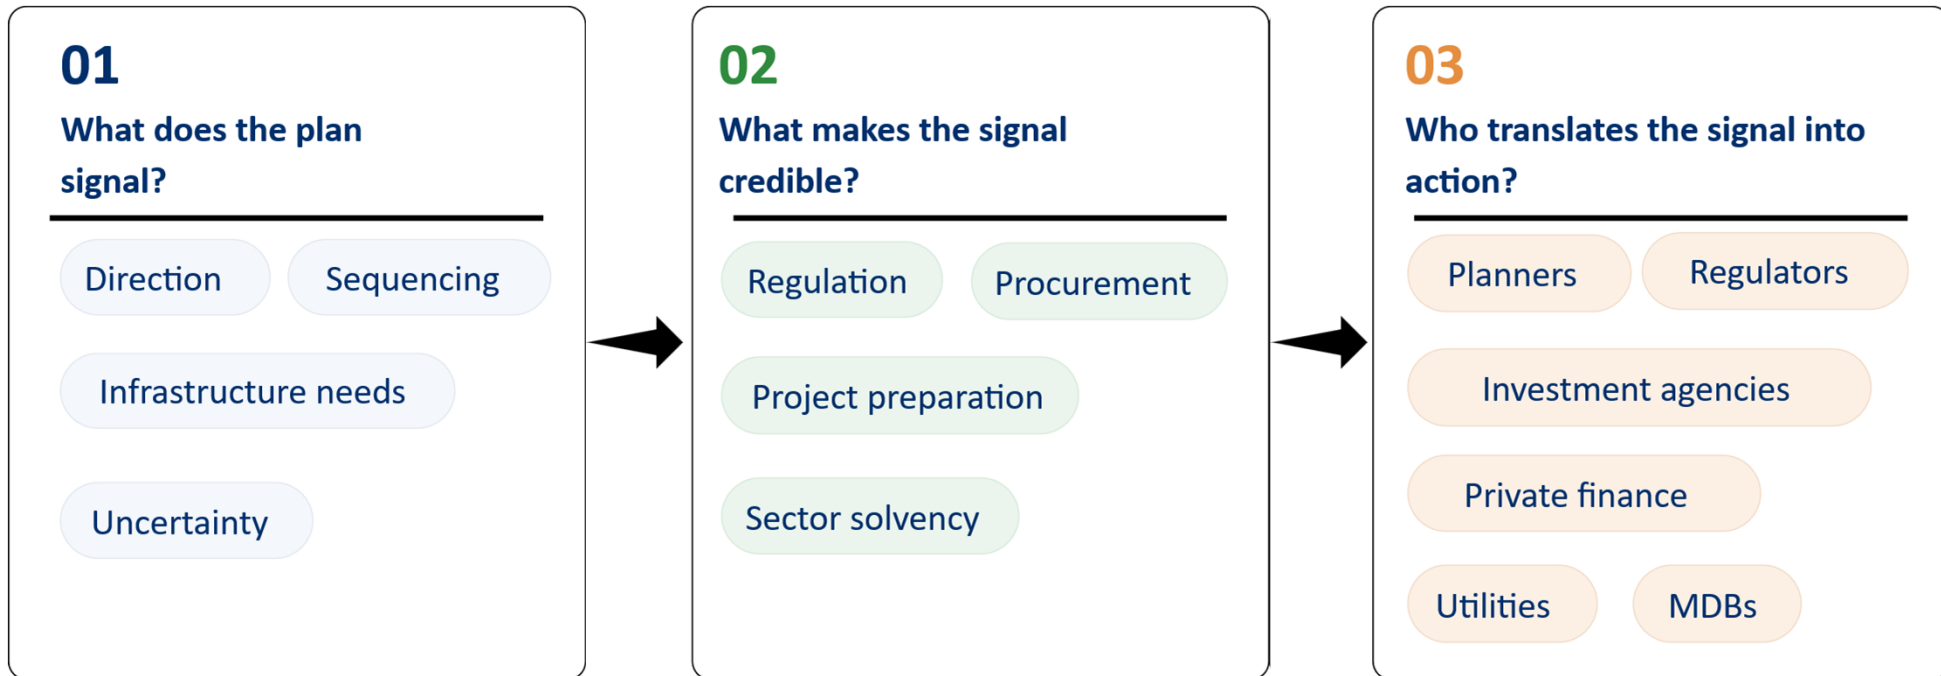 01
What does the plan
signal?
Direction
Sequencing
Infrastructure needs
Uncertainty
02
What makes the signal
credible?
Regulation
Procurement
Project preparation
Sector solvency
03
Who translates the signal into
action?
Planners
Regulators
Investment agencies
Private finance
Utilities
MDBs